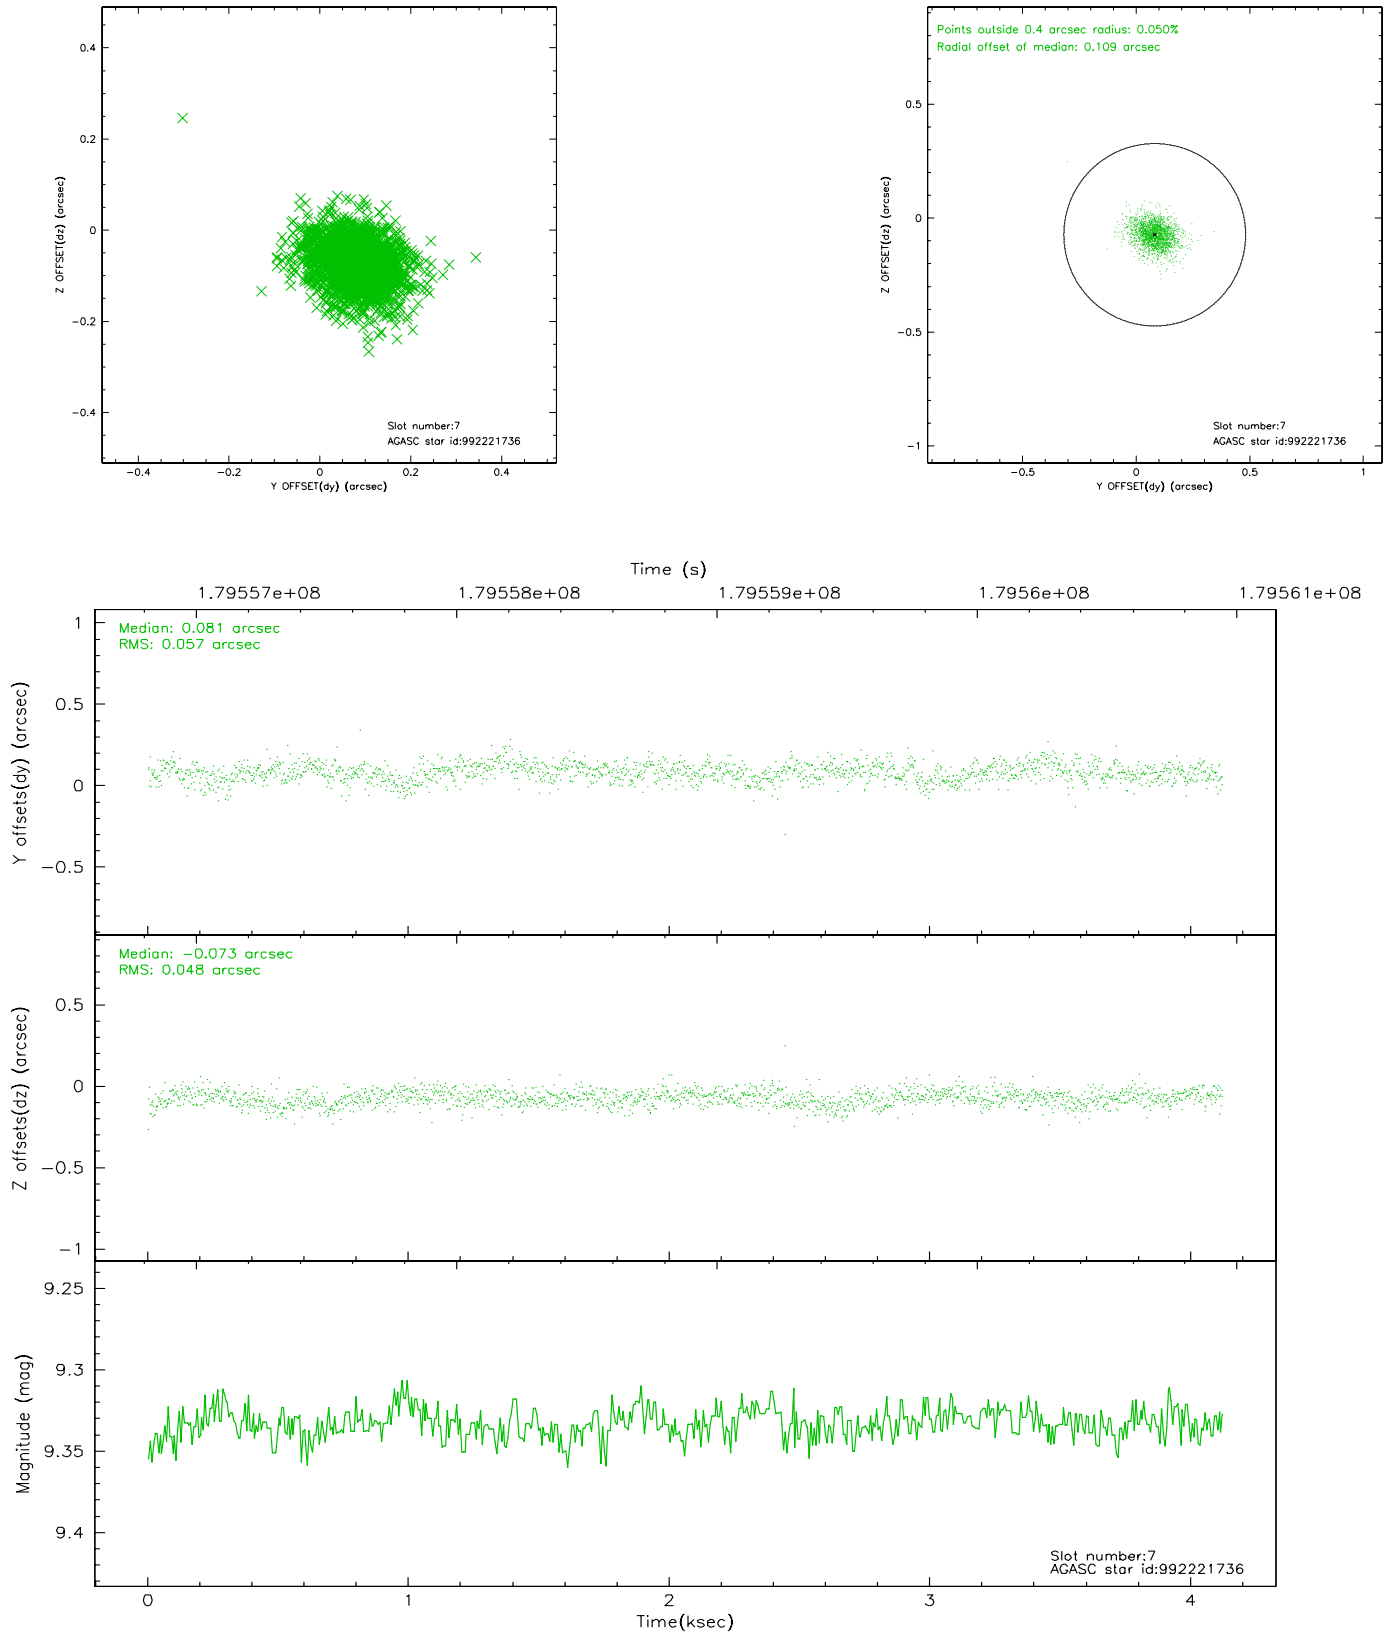 0.4
0.2
0
−0.2
−0.4
Z OFFSET(dz) (arcsec)
Slot number:7
AGASC star id:992221736
−0.4 −0.2 0 0.2 0.4
Y OFFSET(dy) (arcsec)
Points outside 0.4 arcsec radius: 0.050%
Radial offset of median: 0.109 arcsec
0.5
0
−0.5
−1
Z OFFSET(dz) (arcsec)
Slot number:7
AGASC star id:992221736
−0.5 0 0.5 1
Y OFFSET(dy) (arcsec)
Time (s)
1.79557e+08 1.79558e+08 1.79559e+08 1.7956e+08 1.79561e+08
Median: 0.081 arcsec
RMS: 0.057 arcsec
1
0.5
0
−0.5
Y offsets(dy) (arcsec)
Median: −0.073 arcsec
RMS: 0.048 arcsec
0.5
0
−0.5
−1
Z offsets(dz) (arcsec)
9.25
9.3
9.35
9.4
Magnitude (mag)
Slot number:7
AGASC star id:992221736
0 1 2 3 4
Time(ksec)